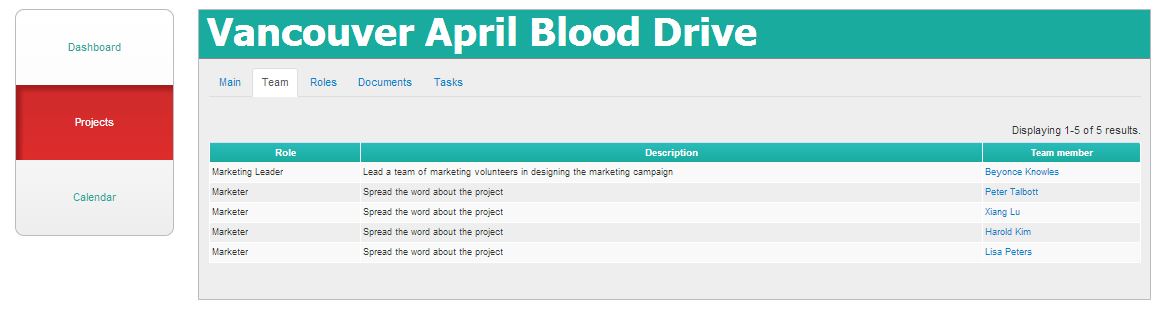 Vancouver April Blood Drive
Dashboard
Projects
Calendar
Main Team Roles Documents Tasks
Displaying 1-5 of 5 results.
Role Description Team member
Marketing Leader Lead a team of marketing volunteers in designing the marketing campaign Beyonce Knowles
Marketer Spread the word about the project Peter Talbott
Marketer Spread the word about the project Xiang Lu
Marketer Spread the word about the project Harold Kim
Marketer Spread the word about the project Lisa Peters